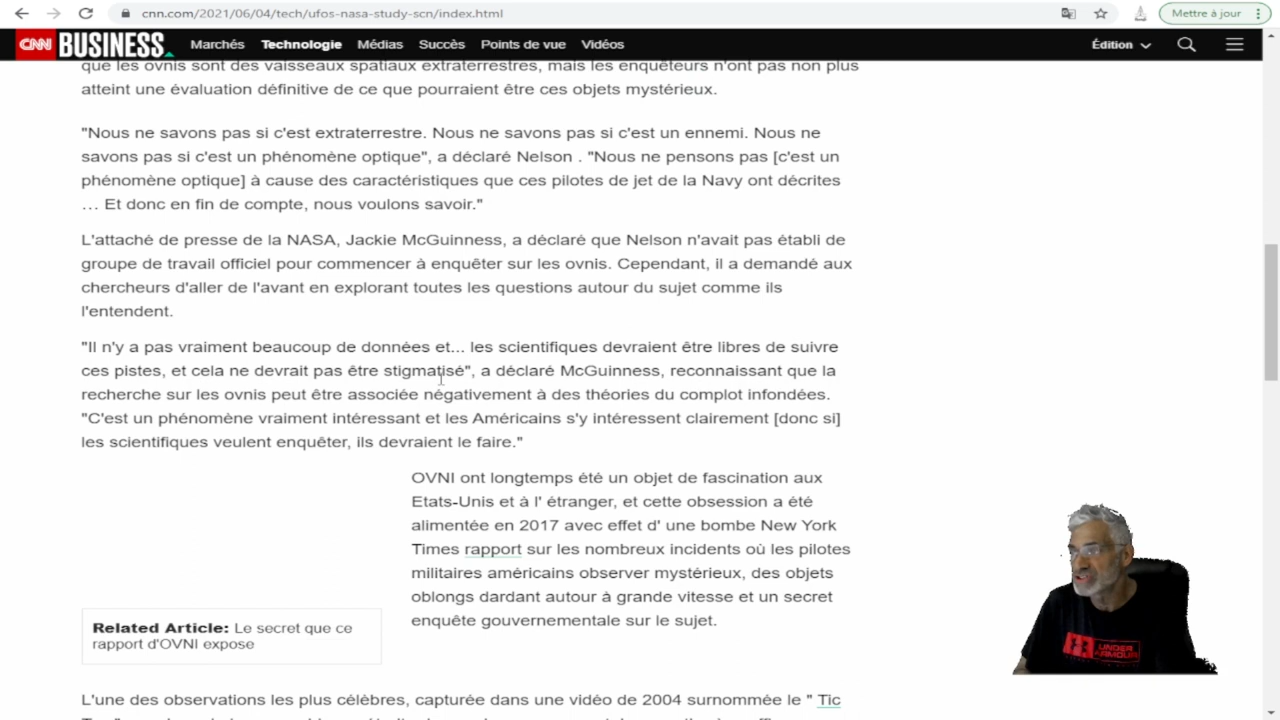 cnn.com/2021/06/04/tech/ufos-nasa-study-scn/index.html
Mettre à jour
CNN BUSINESS Marchés Technologie Médias Succès Points de vue Vidéos Édition
que les ovnis sont des vaisseaux spatiaux extraterrestres, mais les enquêteurs n'ont pas non plus
atteint une évaluation définitive de ce que pourraient être ces objets mystérieux.
"Nous ne savons pas si c'est extraterrestre. Nous ne savons pas si c'est un ennemi. Nous ne
savons pas si c'est un phénomène optique", a déclaré Nelson . "Nous ne pensons pas [c'est un
phénomène optique] à cause des caractéristiques que ces pilotes de jet de la Navy ont décrites
… Et donc en fin de compte, nous voulons savoir."
L'attaché de presse de la NASA, Jackie McGuinness, a déclaré que Nelson n'avait pas établi de
groupe de travail officiel pour commencer à enquêter sur les ovnis. Cependant, il a demandé aux
chercheurs d'aller de l'avant en explorant toutes les questions autour du sujet comme ils
l'entendent.
"Il n'y a pas vraiment beaucoup de données et... les scientifiques devraient être libres de suivre
ces pistes, et cela ne devrait pas être stigmatisé", a déclaré McGuinness, reconnaissant que la
recherche sur les ovnis peut être associée négativement à des théories du complot infondées.
"C'est un phénomène vraiment intéressant et les Américains s'y intéressent clairement [donc si]
les scientifiques veulent enquêter, ils devraient le faire."
OVNI ont longtemps été un objet de fascination aux
Etats-Unis et à l' étranger, et cette obsession a été
alimentée en 2017 avec effet d' une bombe New York
Times rapport sur les nombreux incidents où les pilotes
militaires américains observer mystérieux, des objets
oblongs dardant autour à grande vitesse et un secret
enquête gouvernementale sur le sujet.
Related Article: Le secret que ce
rapport d'OVNI expose
UNDER
ARMOUR
L'une des observations les plus célèbres, capturée dans une vidéo de 2004 surnommée le " Tic